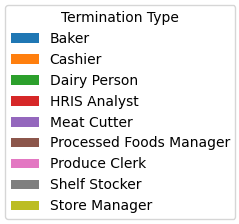 Termination Type
Baker
Cashier
Dairy Person
HRIS Analyst
Meat Cutter
Processed Foods Manager
Produce Clerk
Shelf Stocker
Store Manager